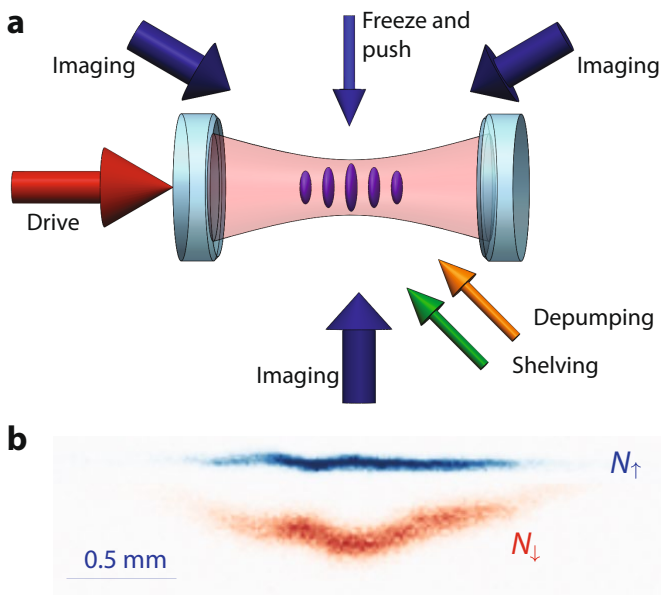 a
Freeze and
push
Imaging
Imaging
Drive
Depumping
Shelving
Imaging
b
N↑
N↓
0.5 mm